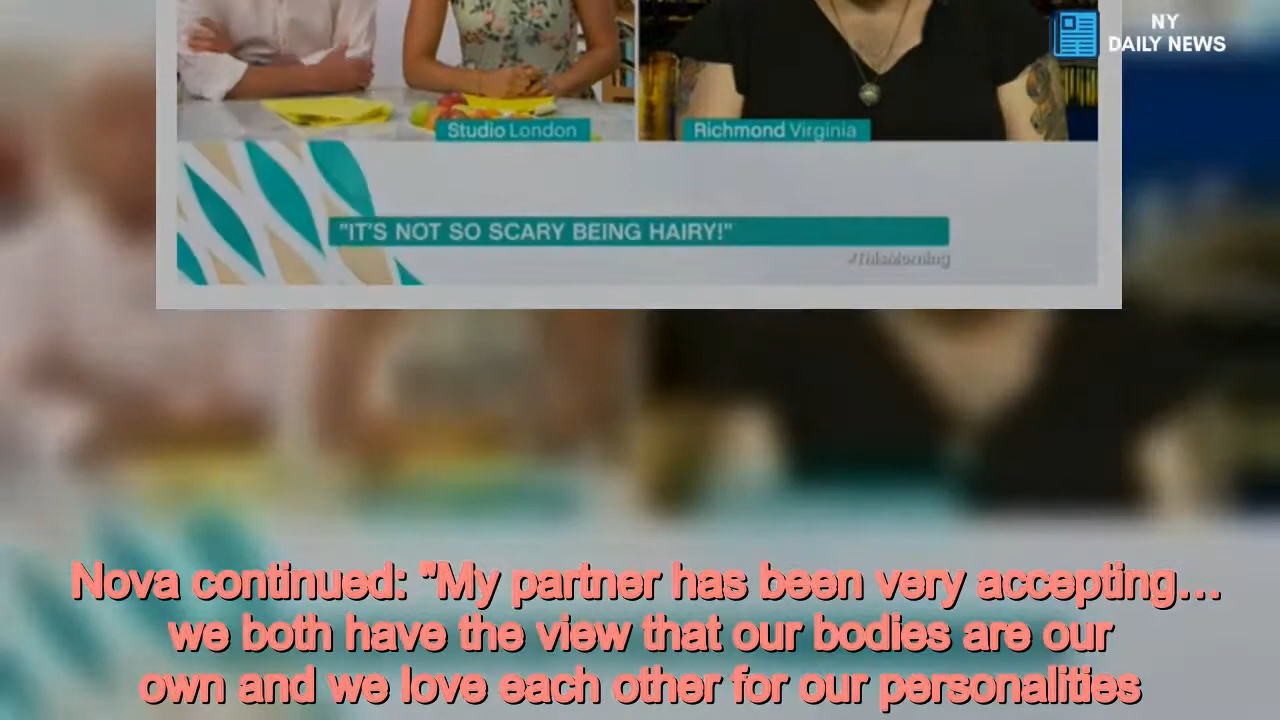 NY
DAILY NEWS
Studio London
Richmond Virginia
"IT'S NOT SO SCARY BEING HAIRY!"
#ThisMorning
Nova continued: "My partner has been very accepting...
we both have the view that our bodies are our
own and we love each other for our personalities